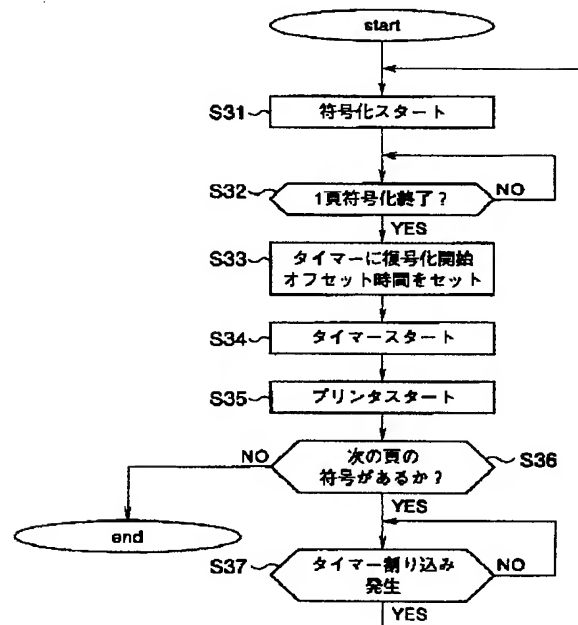 start
S31
符号化スタート
S32
1頁符号化終了?
NO
YES
S33
タイマーに復号化開始
オフセット時間をセット
S34
タイマースタート
S35
プリンタスタート
NO
次の頁の
符号があるか?
S36
YES
end
S37
タイマー割り込み
発生
NO
YES